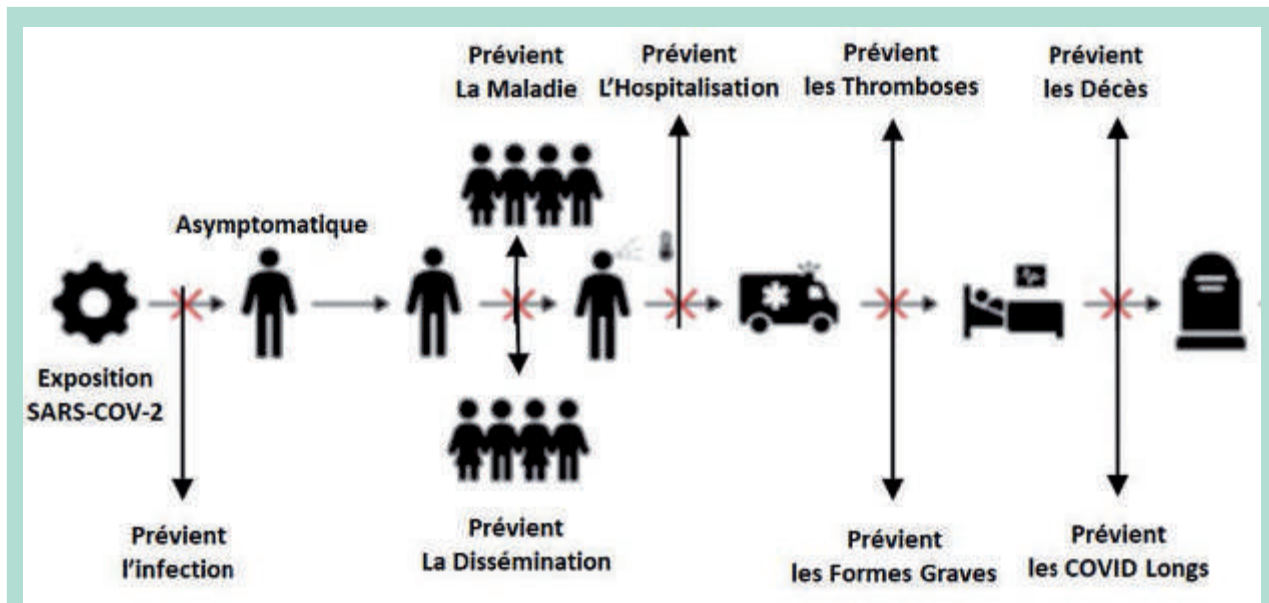 Prévient
La Maladie
Prévient
L'Hospitalisation
Prévient
les Thromboses
Prévient
les Décès
Asymptomatique
Exposition
SARS-COV-2
Prévient
l'infection
Prévient
La Dissémination
Prévient
les Formes Graves
Prévient
les COVID Longs